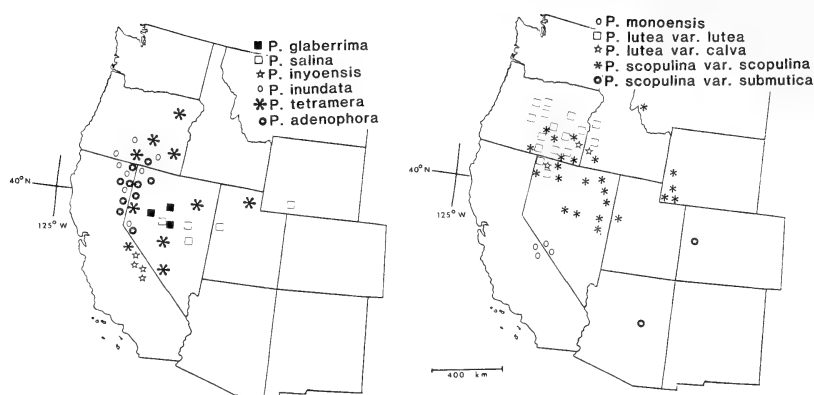 P. glaberrima
P. salina
P. inyoensis
P. inundata
P. tetramera
P. adenophora
40° N
125° W
P. monoensis
P. lutea var. lutea
P. lutea var. calva
P. scopulina var. scopulina
P. scopulina var. submutica
40° N
125° W
400 km